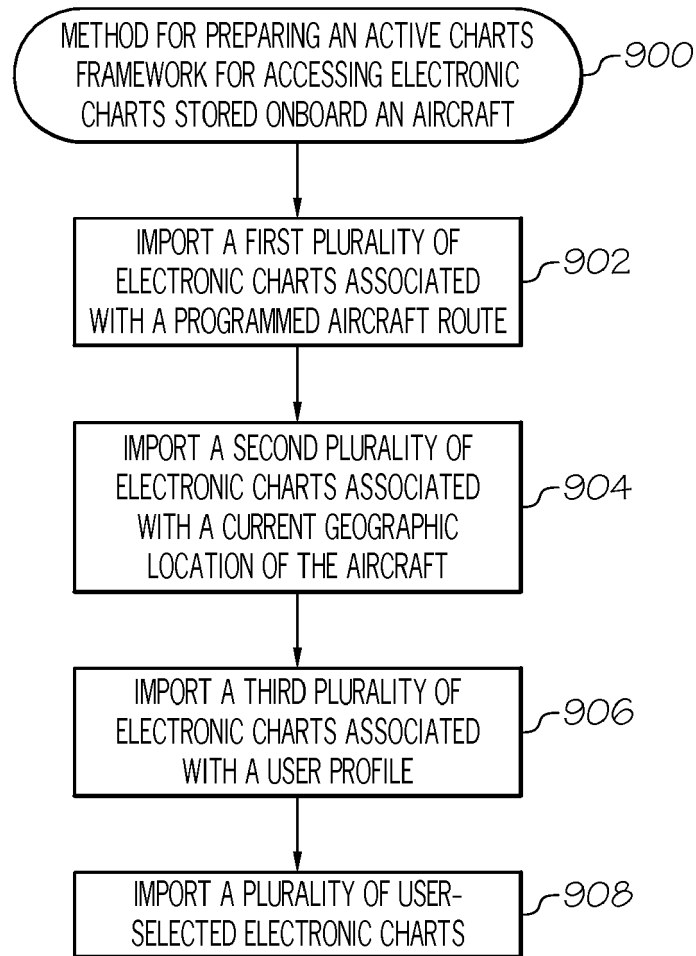 METHOD FOR PREPARING AN ACTIVE CHARTS
FRAMEWORK FOR ACCESSING ELECTRONIC
CHARTS STORED ONBOARD AN AIRCRAFT
900
IMPORT A FIRST PLURALITY OF
ELECTRONIC CHARTS ASSOCIATED
WITH A PROGRAMMED AIRCRAFT ROUTE
902
IMPORT A SECOND PLURALITY OF
ELECTRONIC CHARTS ASSOCIATED
WITH A CURRENT GEOGRAPHIC
LOCATION OF THE AIRCRAFT
904
IMPORT A THIRD PLURALITY OF
ELECTRONIC CHARTS ASSOCIATED
WITH A USER PROFILE
906
IMPORT A PLURALITY OF USER-
SELECTED ELECTRONIC CHARTS
908